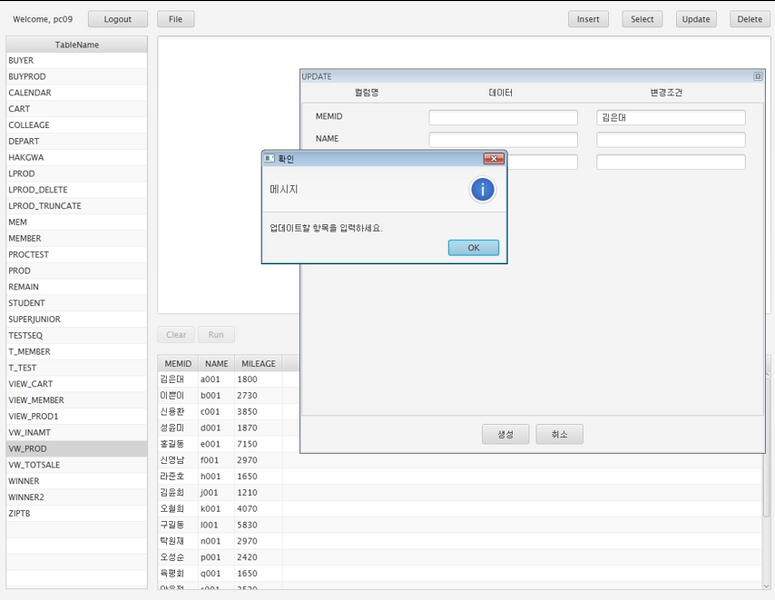 Welcome, pc09 Logout File Insert Select Update Delete
TableName
BUYER
BUYPROD
CALENDAR
CART
COLLEAGE
DEPART
HAKGWA
LPROD
LPROD_DELETE
LPROD_TRUNCATE
MEM
MEMBER
PROCTEST
PROD
REMAIN
STUDENT
SUPERJUNIOR
TESTSEQ
T_MEMBER
T_TEST
VIEW_CART
VIEW_MEMBER
VIEW_PROD1
VW_INAMT
VW_PROD
VW_TOTSALE
WINNER
WINNER2
ZIPTB
UPDATE
컬럼명 데이터 변경조건
MEMID 김은대
NAME
확인
메시지
업데이트할 항목을 입력하세요.
OK
생성 취소
Clear Run
MEMID NAME MILEAGE
김은대 a001 1800
이쁜이 b001 2730
신용환 c001 3850
성윤미 d001 1870
홍길동 e001 7150
신영남 f001 2970
라준호 h001 1650
김윤희 j001 1210
오철희 k001 4070
구길동 l001 5830
탁원재 n001 2970
오성순 p001 2420
육평회 q001 1650